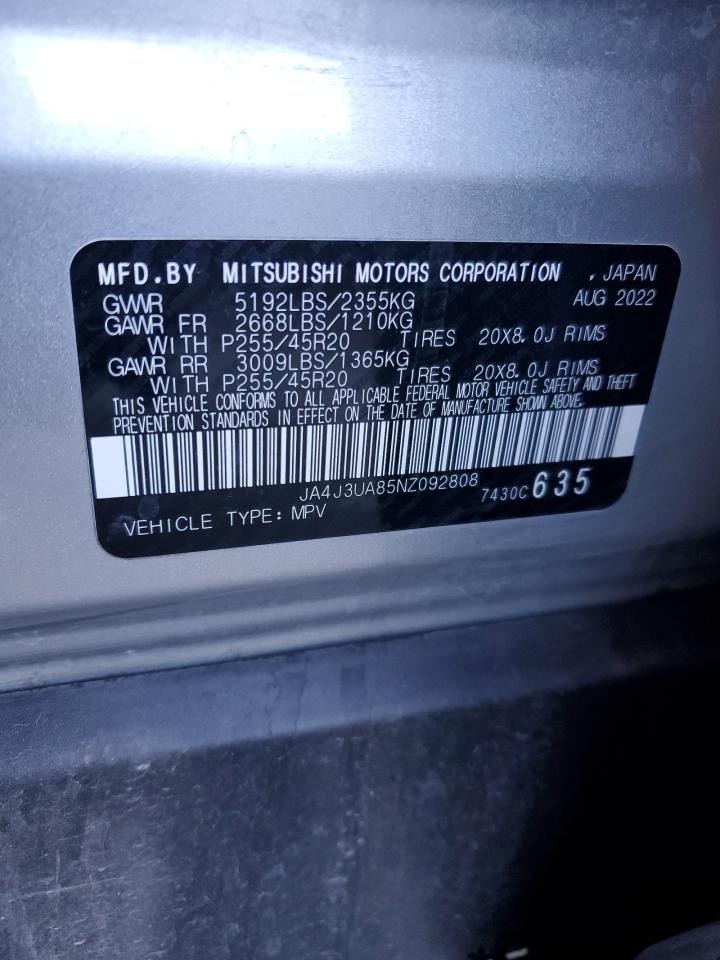 MFD.BY MITSUBISHI MOTORS CORPORATION , JAPAN
GVWR 5192LBS/2355KG AUG 2022
GAWR FR 2668LBS/1210KG
WITH P255/45R20 TIRES 20X8.0J RIMS
GAWR RR 3009LBS/1365KG
WITH P255/45R20 TIRES 20X8.0J RIMS
THIS VEHICLE CONFORMS TO ALL APPLICABLE FEDERAL MOTOR VEHICLE SAFETY AND THEFT
PREVENTION STANDARDS IN EFFECT ON THE DATE OF MANUFACTURE SHOWN ABOVE.
JA4J3UA85NZ092808 7430C 635
VEHICLE TYPE: MPV